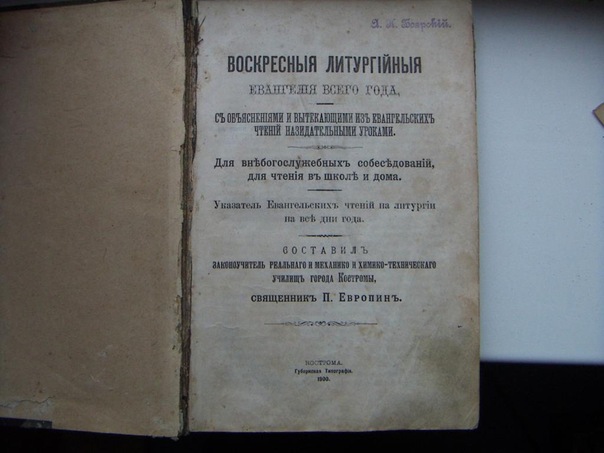 ВОСКРЕСНЫЯ ЛИТУРГІЙНЫЯ
ЕВАНГЕЛІЯ ВСЕГО ГОДА,
СЪ ОБЪЯСНЕНІЯМИ И ВЫТЕКАЮЩИМИ ИЗЪ ЕВАНГЕЛЬСКИХЪ
ЧТЕНІЙ НАЗИДАТЕЛЬНЫМИ УРОКАМИ.
Для внѣбогослужебныхъ собесѣдованій,
для чтенія въ школѣ и дома.
Указатель Евангельскихъ чтеній на литургіи
на всѣ дни года.
СОСТАВИЛЪ
ЗАКОНОУЧИТЕЛЬ РЕАЛЬНАГО И МЕХАНИКО И ХИМИКО-ТЕХНИЧЕСКАГО
УЧИЛИЩЪ ГОРОДА КОСТРОМЫ,
СВЯЩЕННИКЪ П. ЕВРОПИНЪ.
КОСТРОМА.
Губернская Типографія.
1900.